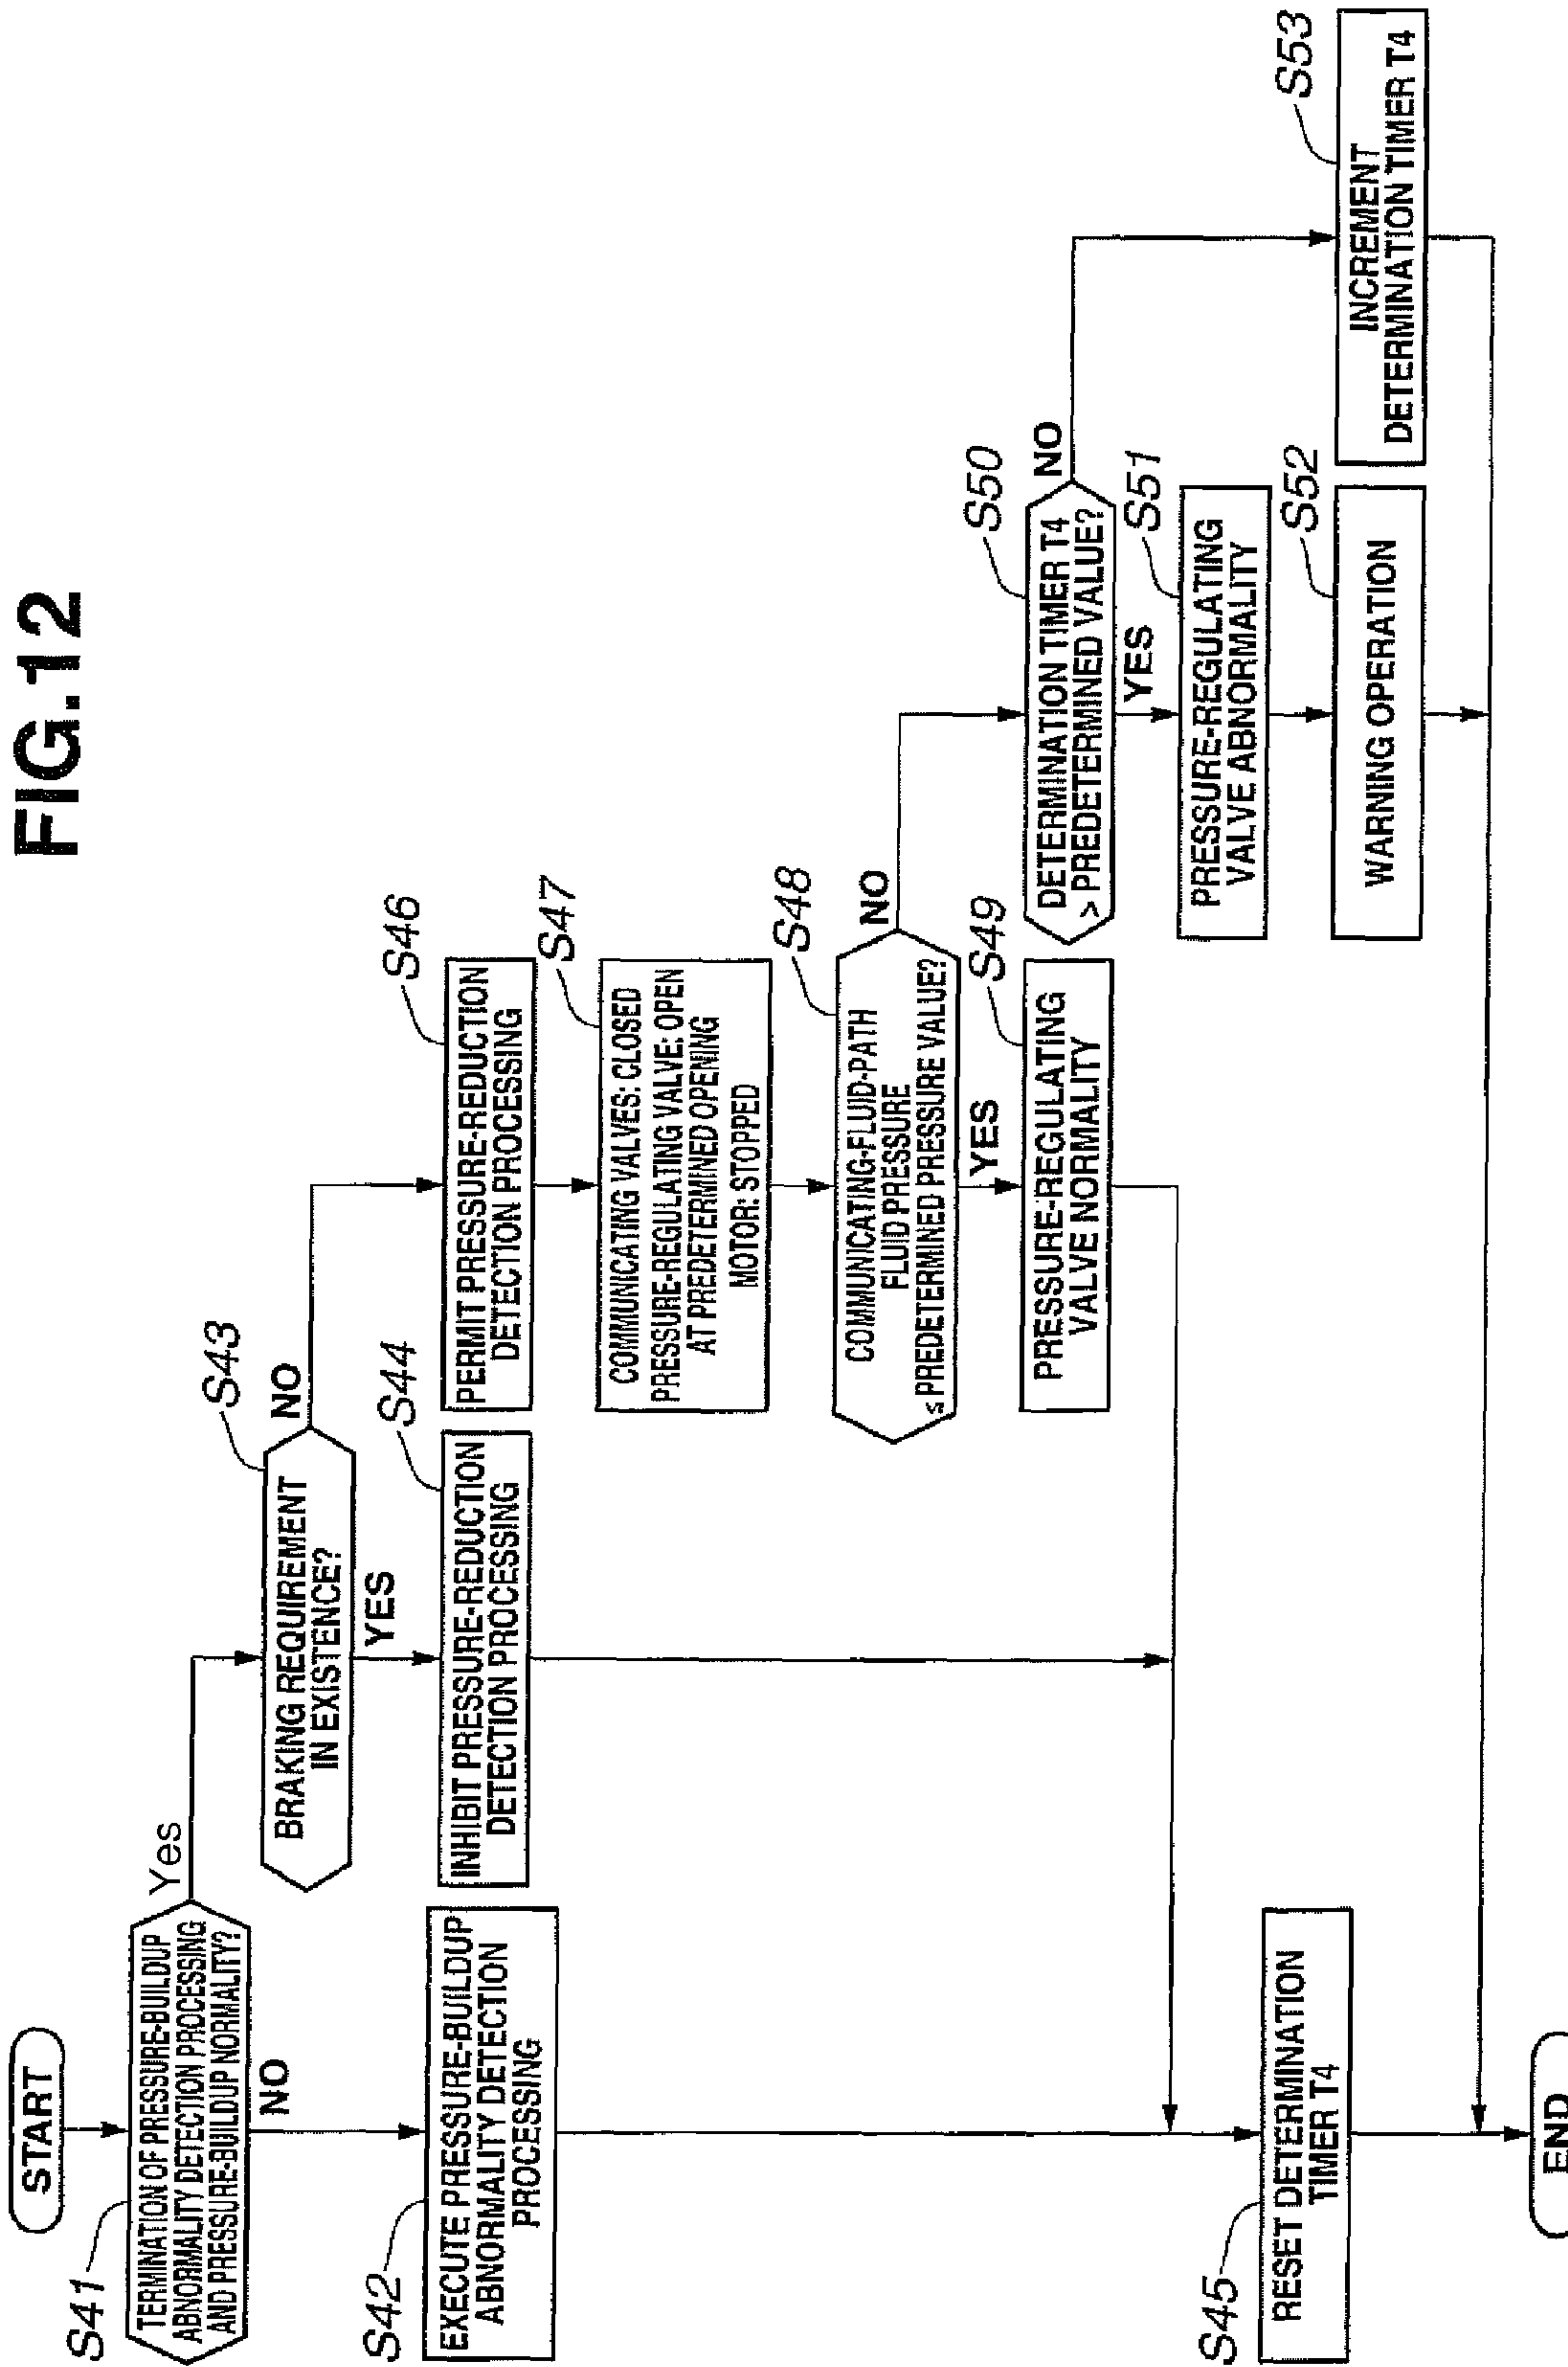 FIG.12
START
S41
TERMINATION OF PRESSURE-BUILDUP
ABNORMALITY DETECTION PROCESSING
AND PRESSURE-BUILDUP NORMALITY?
Yes
NO
S42
EXECUTE PRESSURE-BUILDUP
ABNORMALITY DETECTION
PROCESSING
S43
BRAKING REQUIREMENT
IN EXISTENCE?
NO
YES
S44
INHIBIT PRESSURE-REDUCTION
DETECTION PROCESSING
S45
RESET DETERMINATION
TIMER T4
S46
PERMIT PRESSURE-REDUCTION
DETECTION PROCESSING
S47
COMMUNICATING VALVES: CLOSED
PRESSURE-REGULATING VALVE: OPEN
AT PREDETERMINED OPENING
MOTOR: STOPPED
S48
COMMUNICATING-FLUID-PATH
FLUID PRESSURE
≤ PREDETERMINED PRESSURE VALUE?
NO
YES
S49
PRESSURE-REGULATING
VALVE NORMALITY
S50
DETERMINATION TIMER T4
> PREDETERMINED VALUE?
NO
YES
S51
PRESSURE-REGULATING
VALVE ABNORMALITY
S52
WARNING OPERATION
S53
INCREMENT
DETERMINATION TIMER T4
END